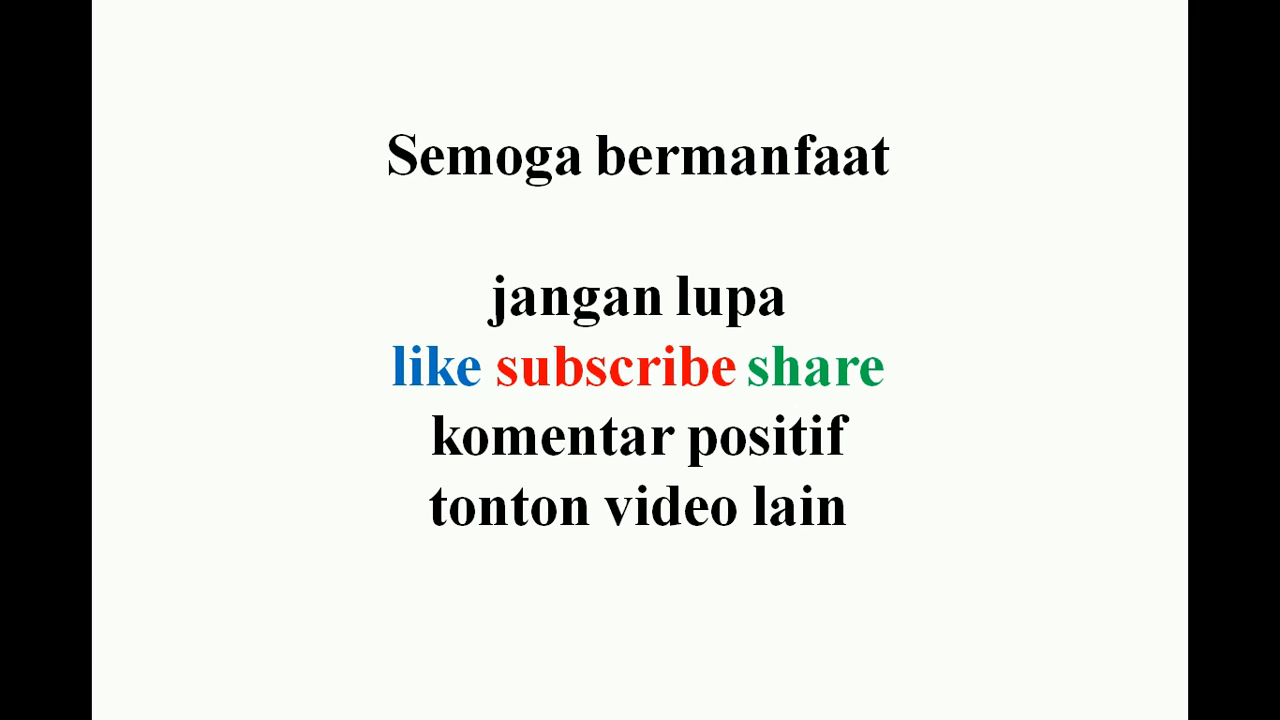 Semoga bermanfaat
jangan lupa
like subscribe share
komentar positif
tonton video lain